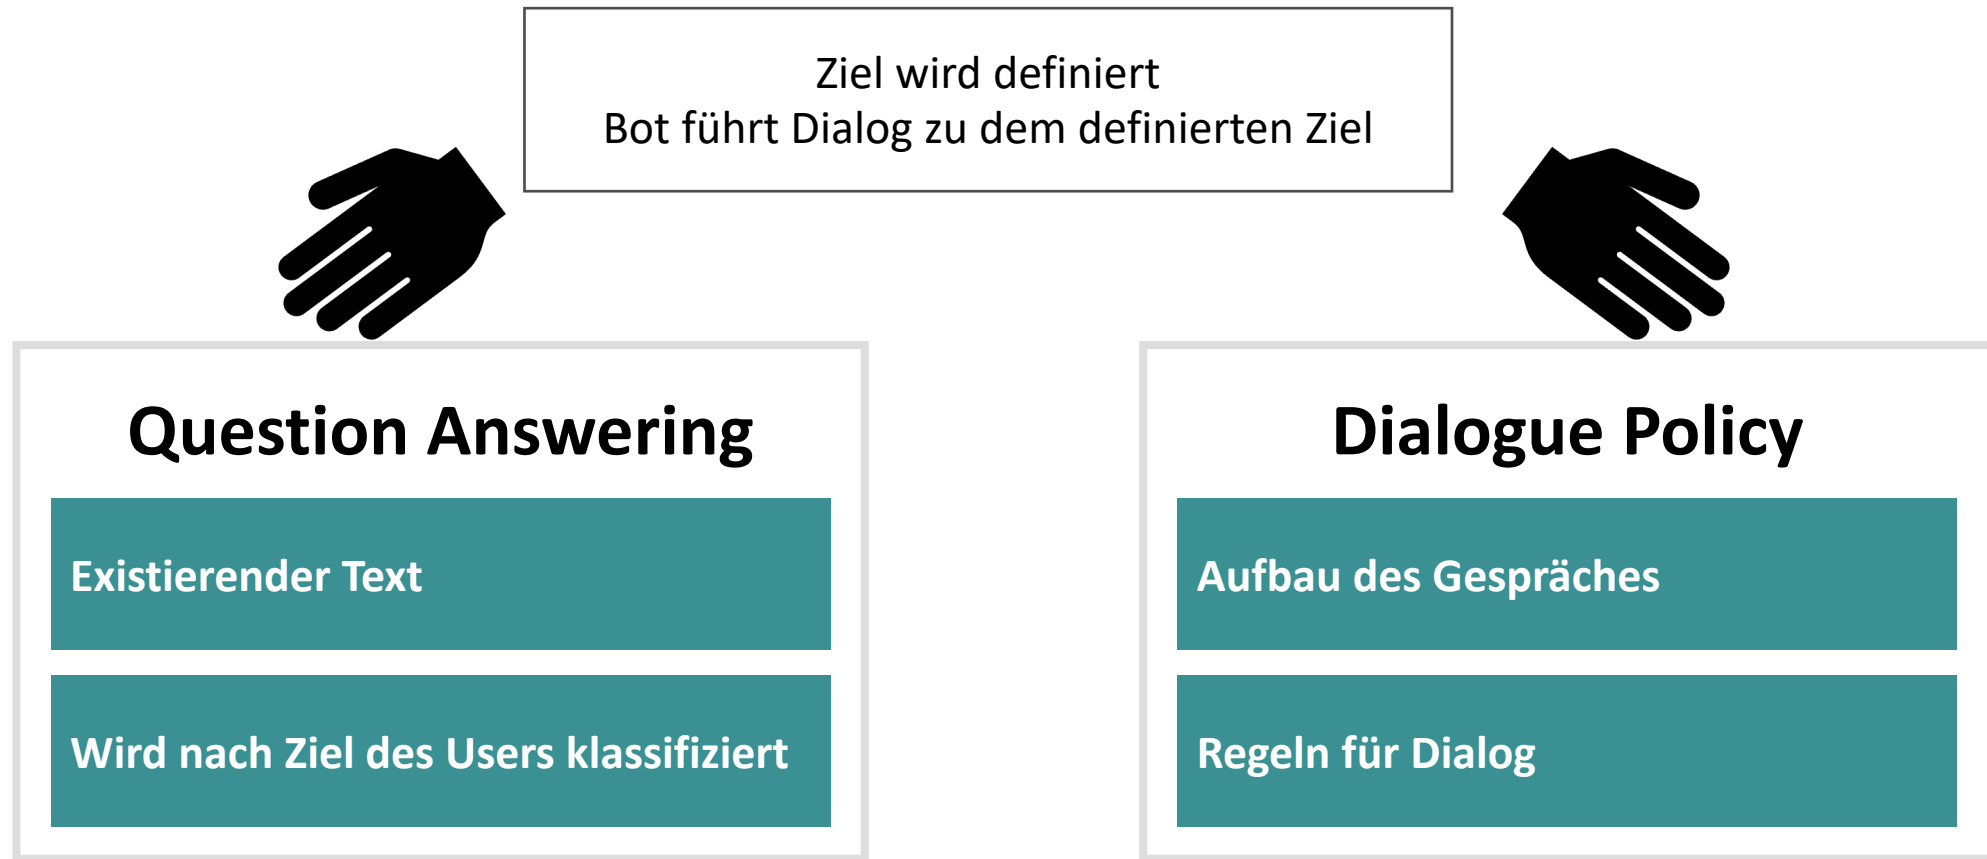 Ziel wird definiert
Bot führt Dialog zu dem definierten Ziel
Question Answering
Existierender Text
Wird nach Ziel des Users klassifiziert
Dialogue Policy
Aufbau des Gespräches
Regeln für Dialog